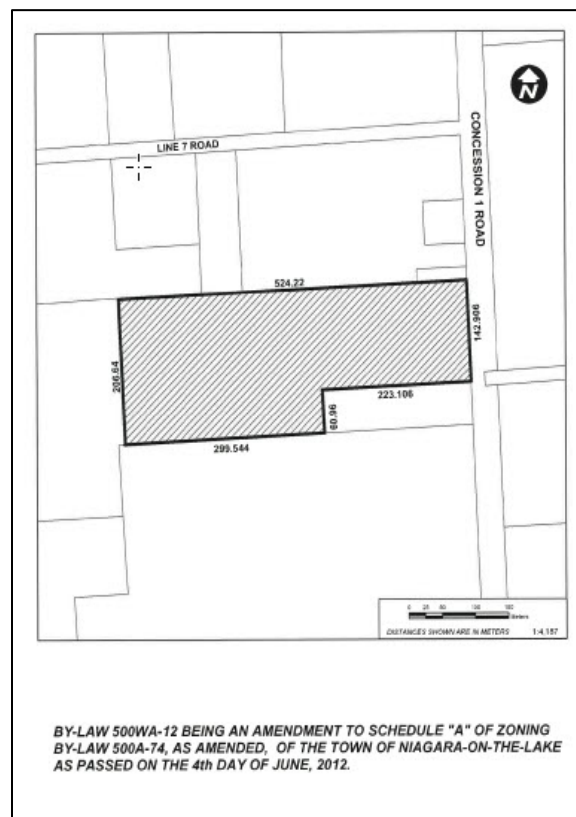 N
LINE 7 ROAD
CONCESSION 1 ROAD
524.22
142.906
206.64
223.106
60.96
299.544
Meters
DISTANCES SHOWN ARE IN METERS 1:4,157
BY-LAW 500WA-12 BEING AN AMENDMENT TO SCHEDULE "A" OF ZONING
BY-LAW 500A-74, AS AMENDED, OF THE TOWN OF NIAGARA-ON-THE-LAKE
AS PASSED ON THE 4th DAY OF JUNE, 2012.